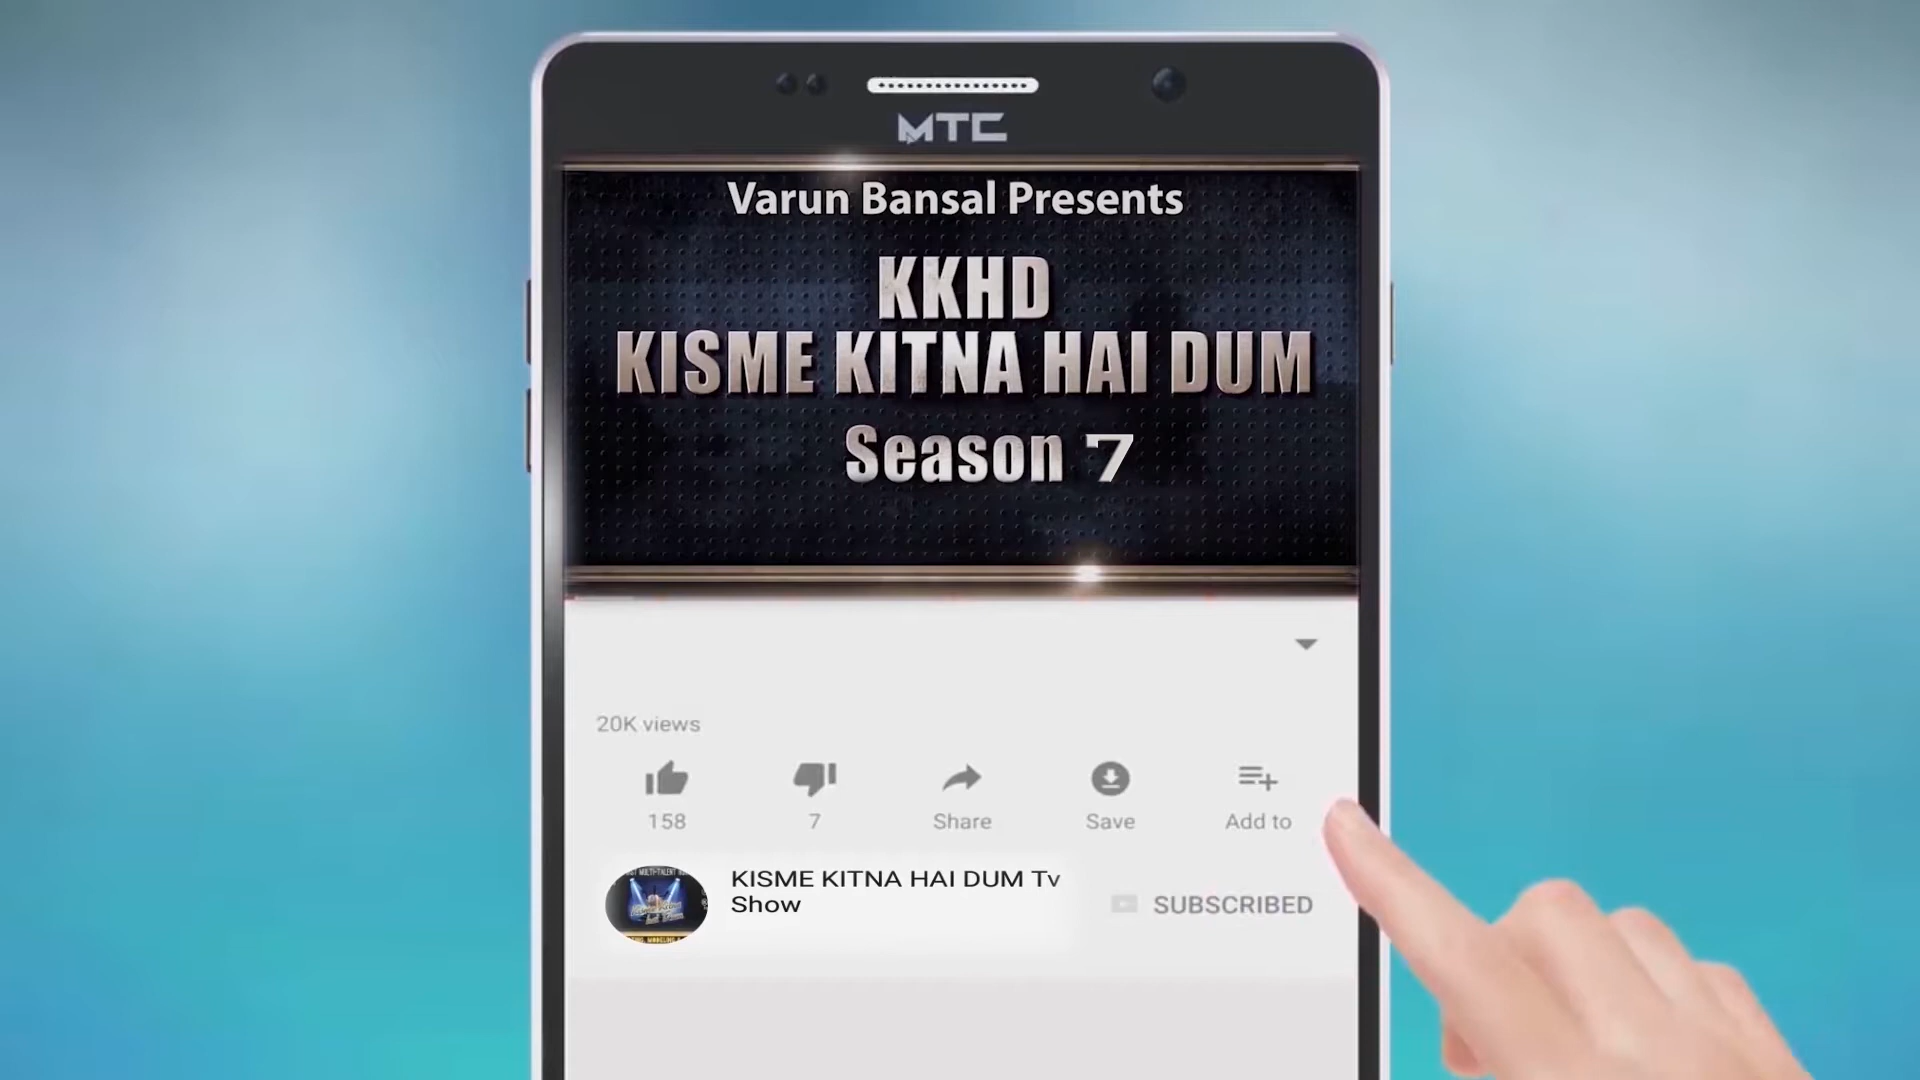 MTC
Varun Bansal Presents
KKHD
KISME KITNA HAI DUM
Season 7
20K views
158
7
Share
Save
Add to
KISME KITNA HAI DUM Tv
Show
SUBSCRIBED